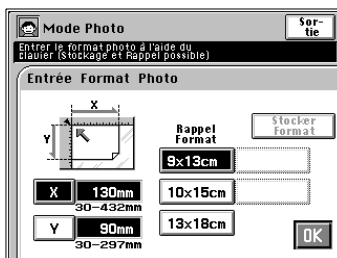 Mode Photo
Sor-
tie
Entrer le format photo à l'aide du
clavier (Stockage et Rappel possible)
Entrée Format Photo
X
Y
Rappel
Format
Stocker
Format
9x13cm
X 130mm
30-432mm
10x15cm
Y 90mm
30-297mm
13x18cm
OK